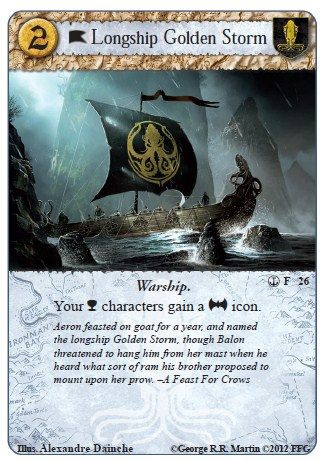 2 Longship Golden Storm
F 26
Warship.
Your characters gain a icon.
Aeron feasted on goat for a year, and named
the longship Golden Storm, though Balon
threatened to hang him from her mast when he
heard what sort of ram his brother proposed to
mount upon her prow. –A Feast For Crows
Illus. Alexandre Dainche ©George R.R. Martin ©2012 FFG